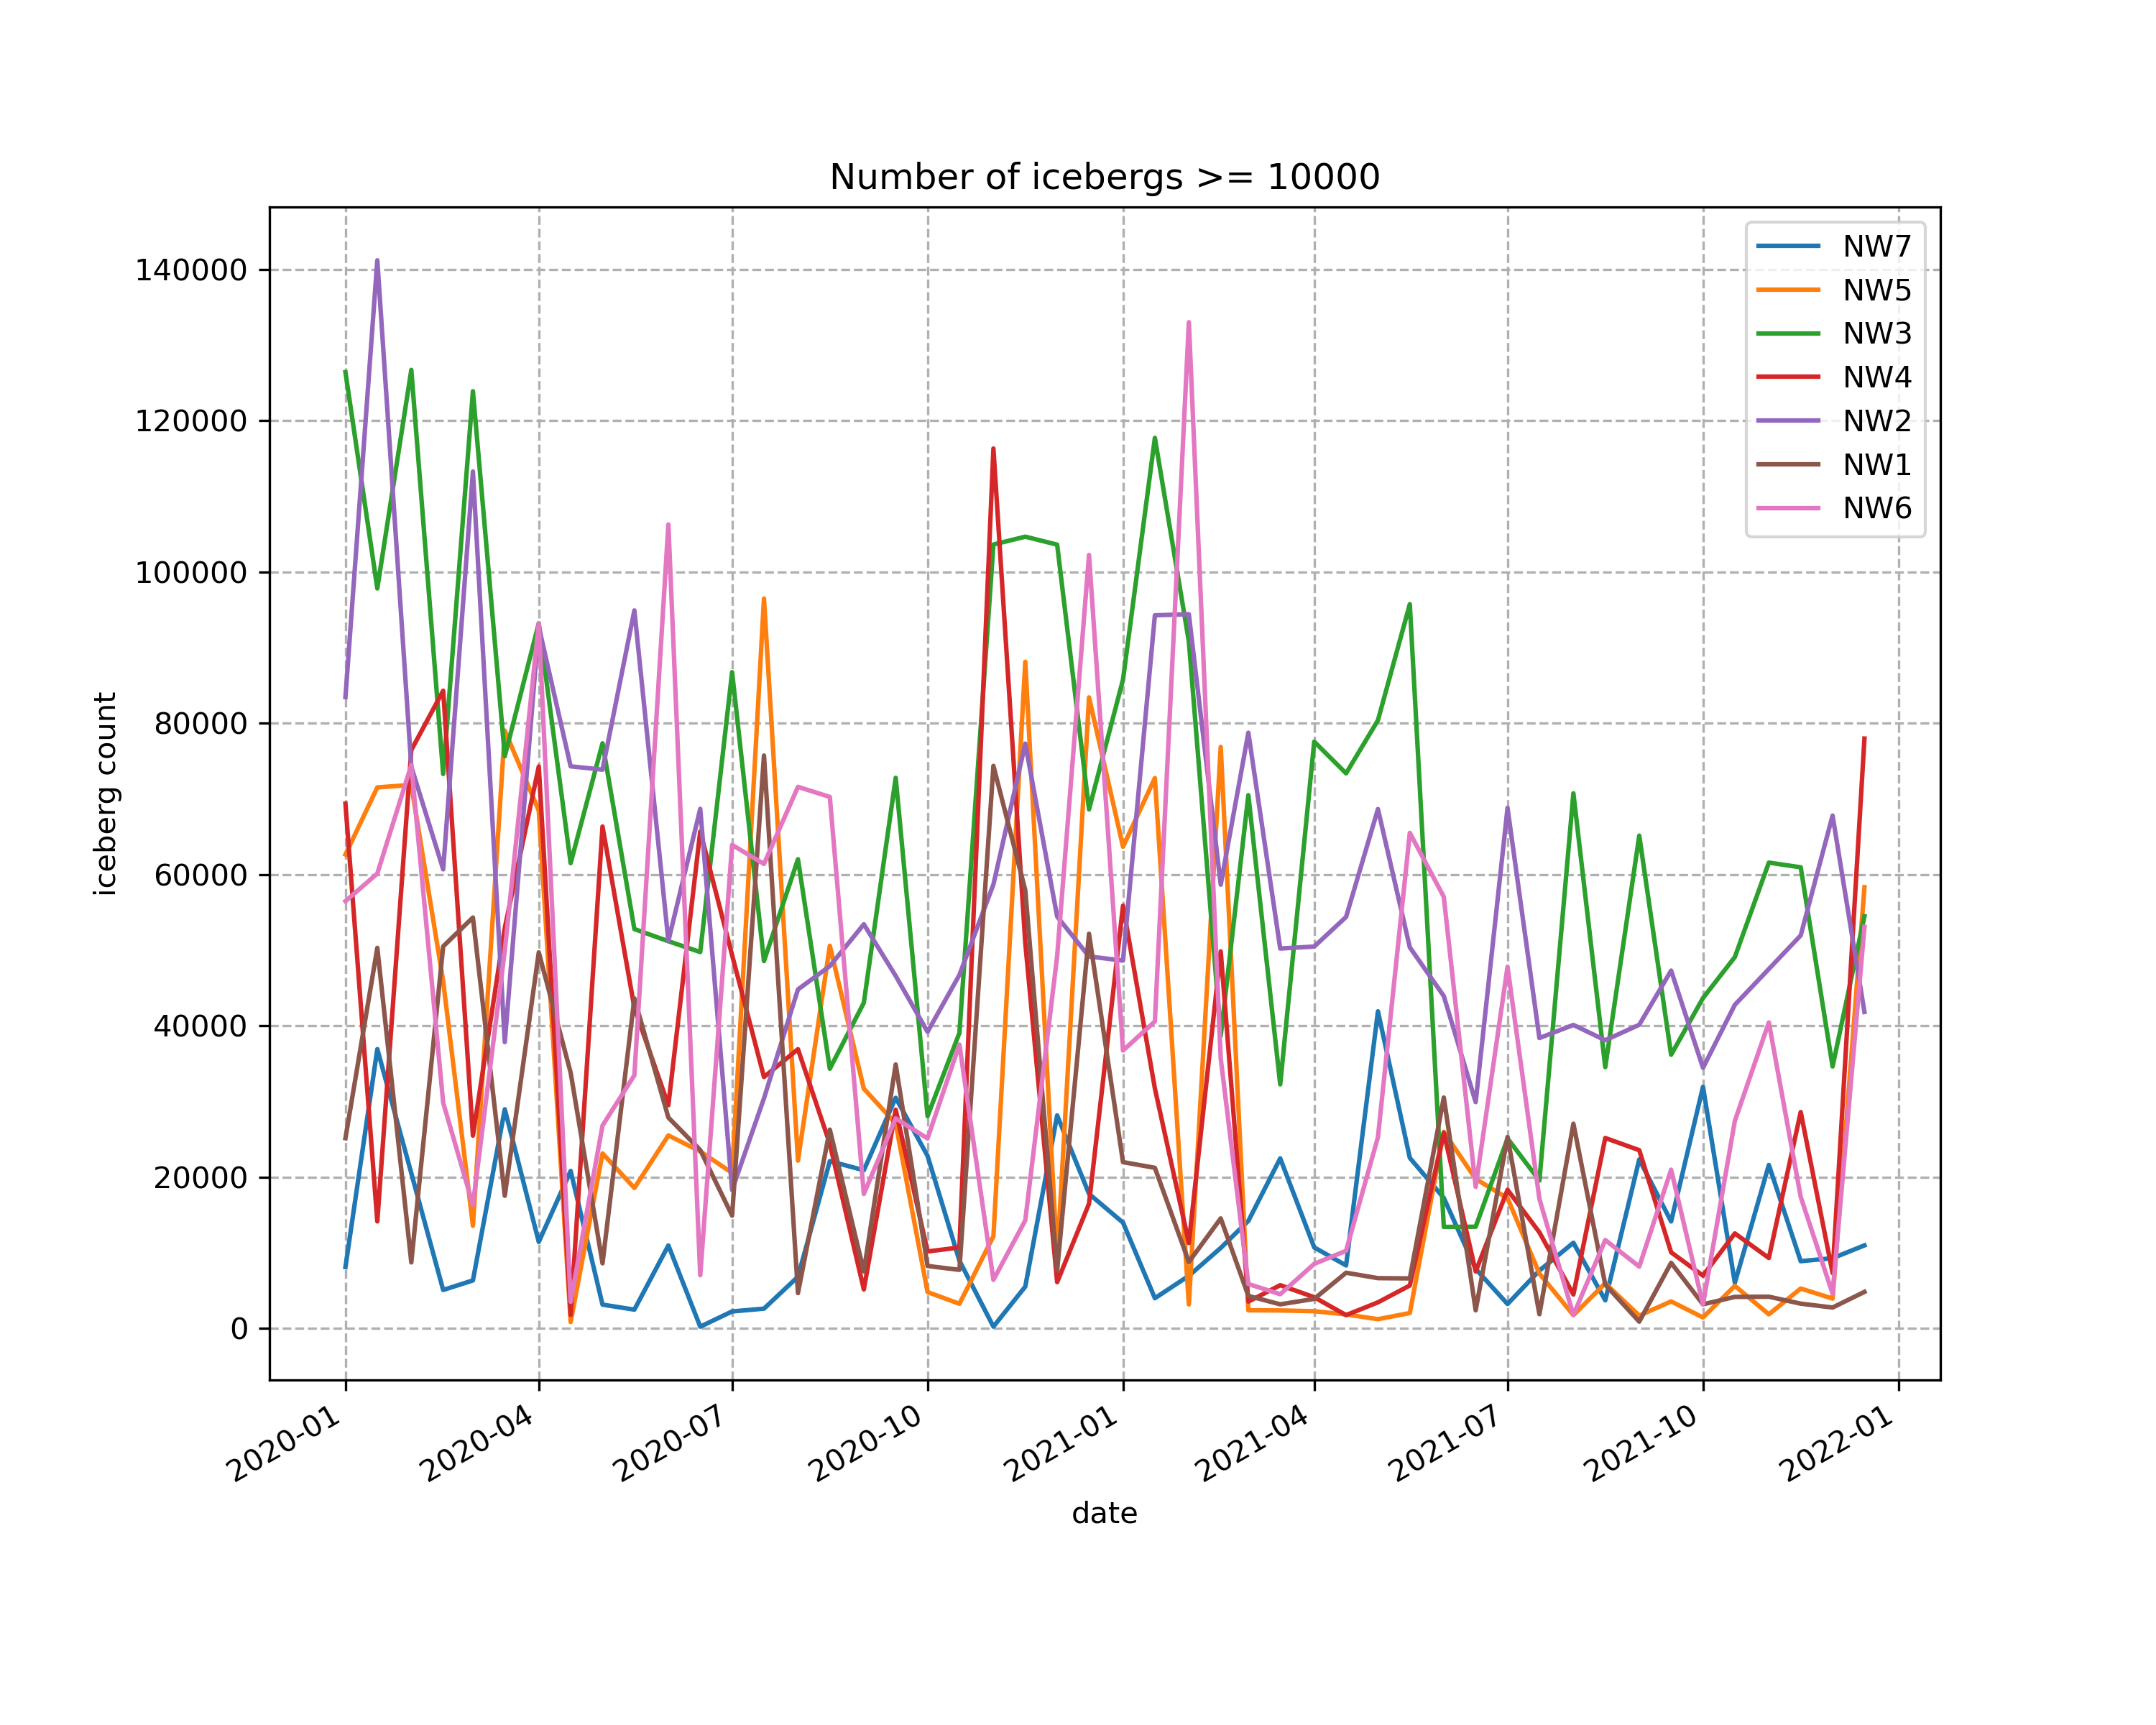 Number of icebergs >= 10000
140000
120000
100000
80000
60000
40000
20000
0
iceberg count
NW7
NW5
NW3
NW4
NW2
NW1
NW6
2020-01
2020-04
2020-07
2020-10
2021-01
2021-04
2021-07
2021-10
2022-01
date